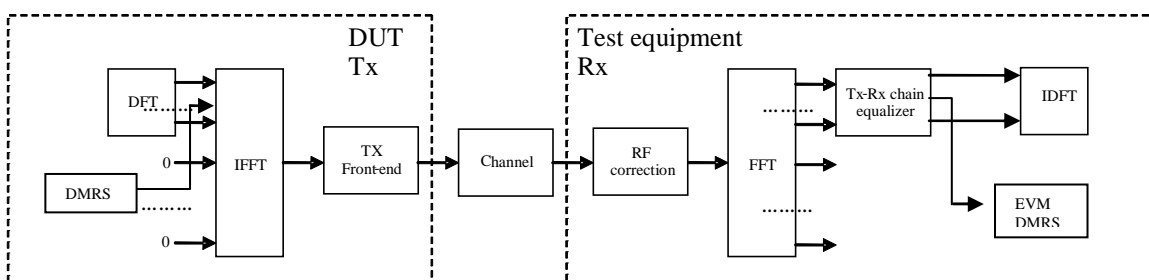 DUT
Tx
Test equipment
Rx
DFT
………
0
DMRS
………
0
IFFT
TX
Front-end
Channel
RF
correction
FFT
………
………
Tx-Rx chain
equalizer
IDFT
EVM
DMRS